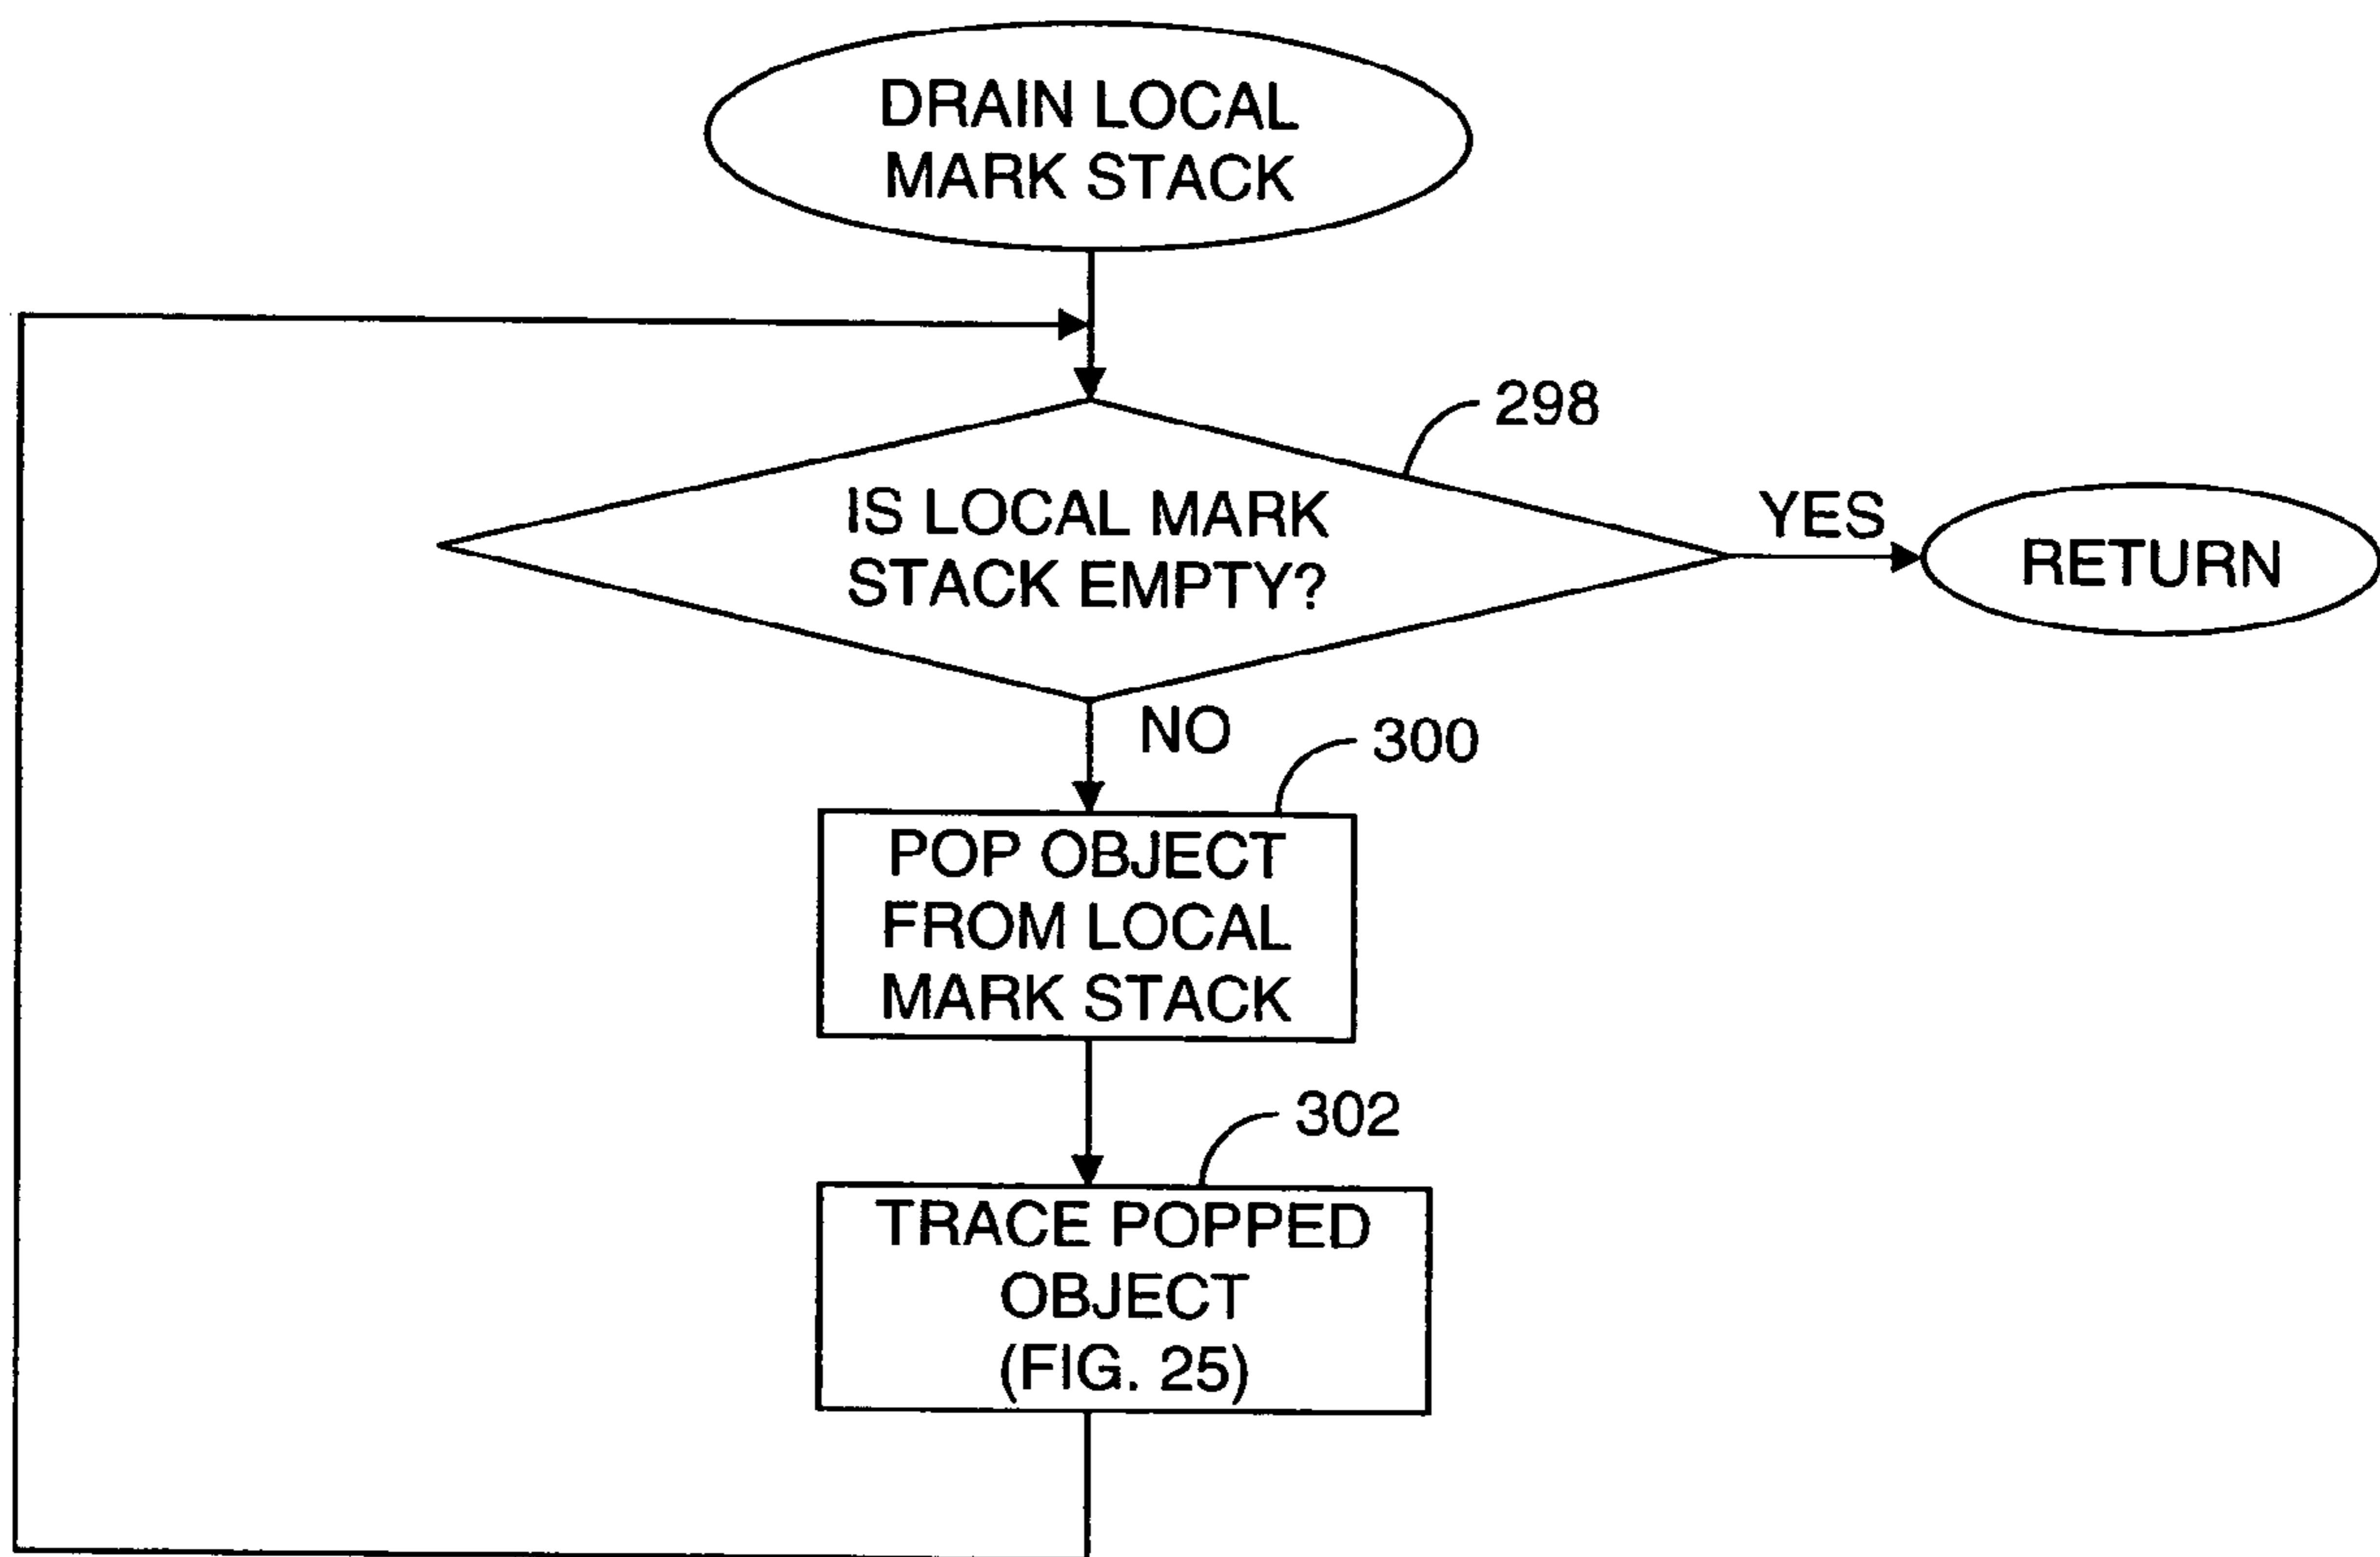 DRAIN LOCAL
MARK STACK
298
IS LOCAL MARK
STACK EMPTY?
YES
RETURN
NO
300
POP OBJECT
FROM LOCAL
MARK STACK
302
TRACE POPPED
OBJECT
(FIG. 25)